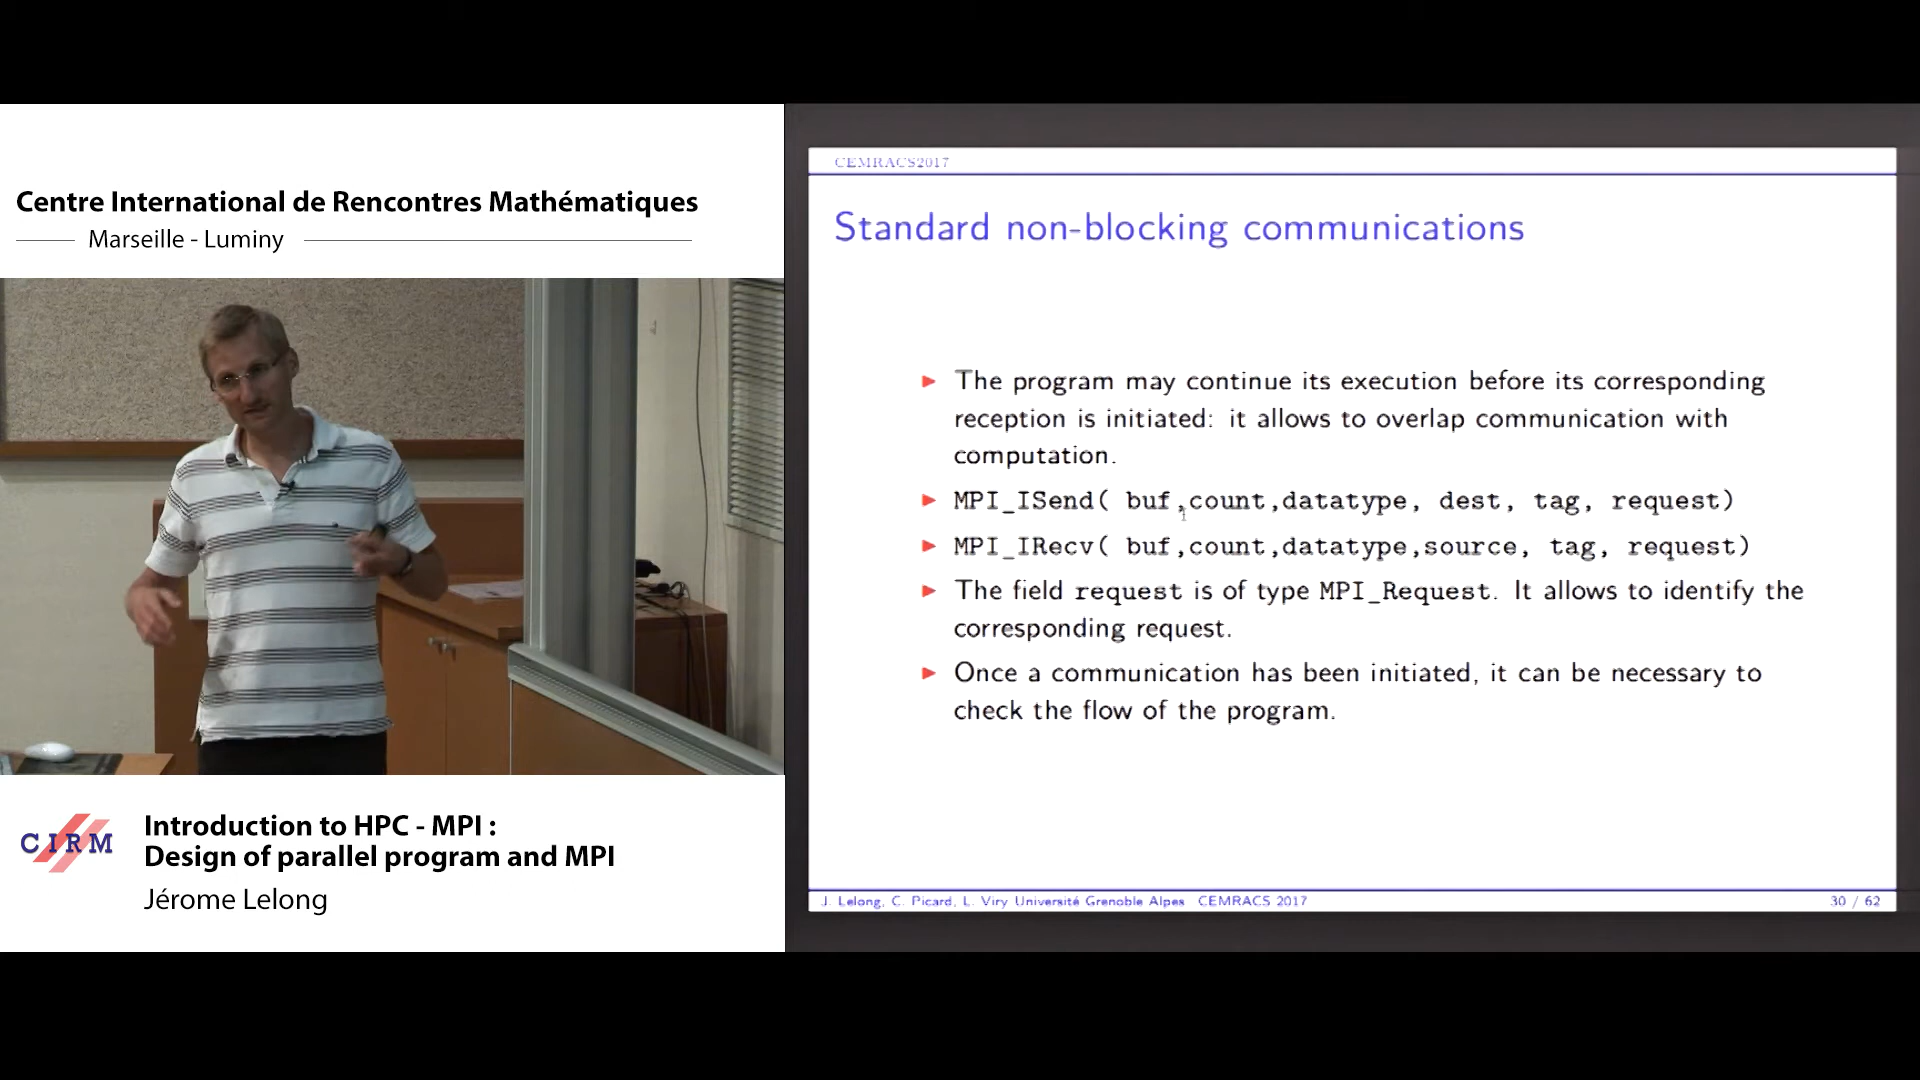 Centre International de Rencontres Mathématiques
Marseille - Luminy
CIRM
Introduction to HPC - MPI :
Design of parallel program and MPI
Jérome Lelong
CEMRACS2017
Standard non-blocking communications
The program may continue its execution before its corresponding
reception is initiated: it allows to overlap communication with
computation.
MPI_ISend( buf,count,datatype, dest, tag, request)
MPI_IRecv( buf,count,datatype,source, tag, request)
The field request is of type MPI_Request. It allows to identify the
corresponding request.
Once a communication has been initiated, it can be necessary to
check the flow of the program.
J. Lelong, C. Picard, L. Viry Université Grenoble Alpes CEMRACS 2017
30 / 62